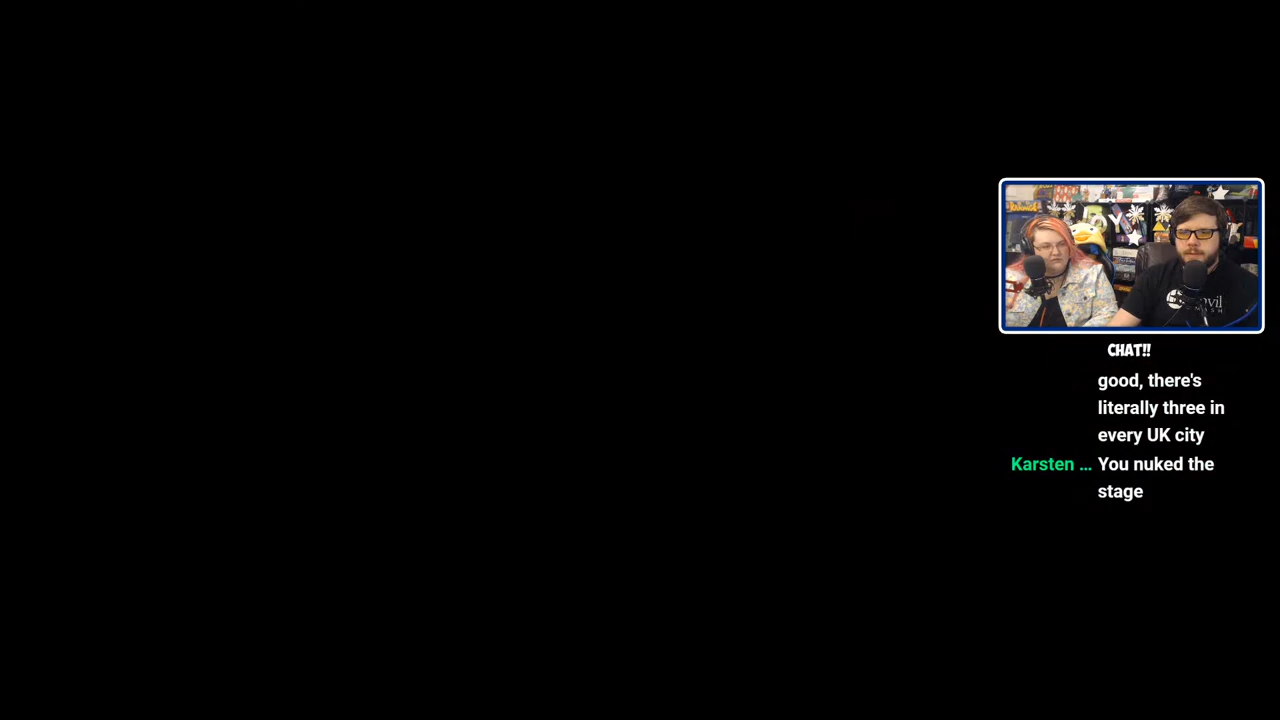 CHAT!!
good, there's
literally three in
every UK city
Karsten … You nuked the
stage